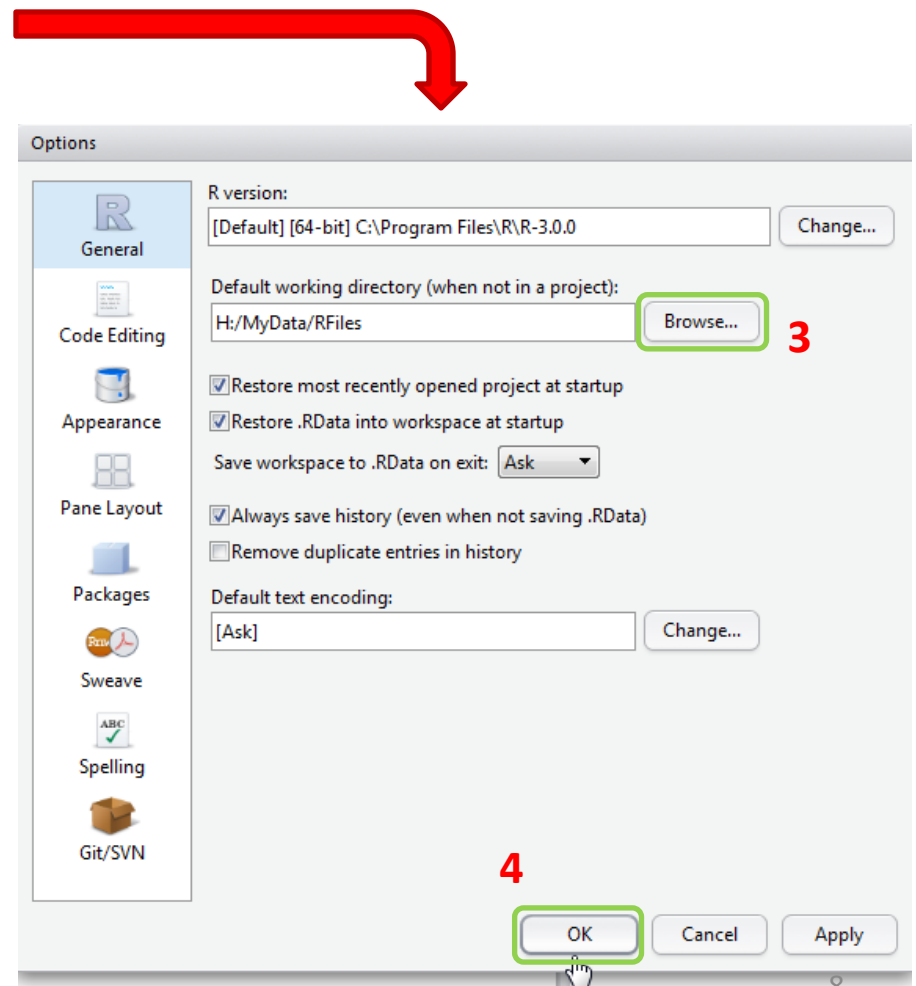 Options
R
General
Code Editing
Appearance
Pane Layout
Packages
Rnw
Sweave
ABC
Spelling
Git/SVN
R version:
[Default] [64-bit] C:\Program Files\R\R-3.0.0
Change...
Default working directory (when not in a project):
H:/MyData/RFiles
Browse...
3
Restore most recently opened project at startup
Restore .RData into workspace at startup
Save workspace to .RData on exit: Ask
Always save history (even when not saving .RData)
Remove duplicate entries in history
Default text encoding:
[Ask]
Change...
4
OK
Cancel
Apply